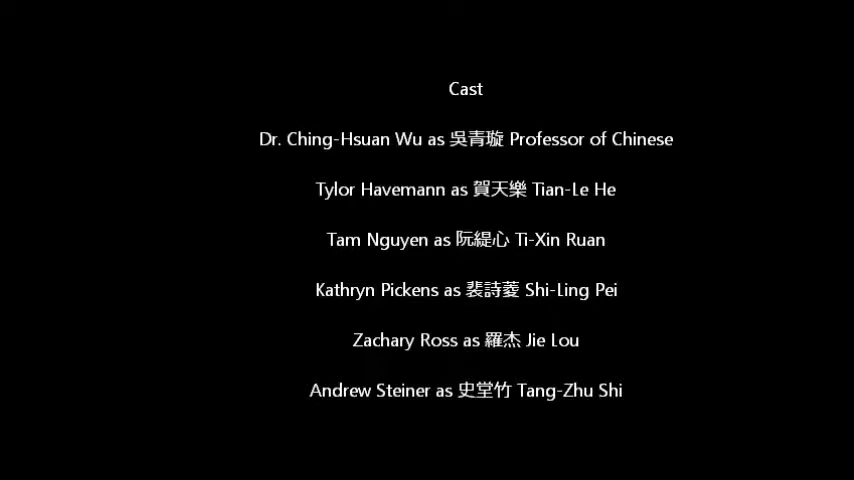 Cast
Dr. Ching-Hsuan Wu as 吳青璇 Professor of Chinese
Tylor Havemann as 賀天樂 Tian-Le He
Tam Nguyen as 阮緹心 Ti-Xin Ruan
Kathryn Pickens as 裴詩菱 Shi-Ling Pei
Zachary Ross as 羅杰 Jie Lou
Andrew Steiner as 史堂竹 Tang-Zhu Shi